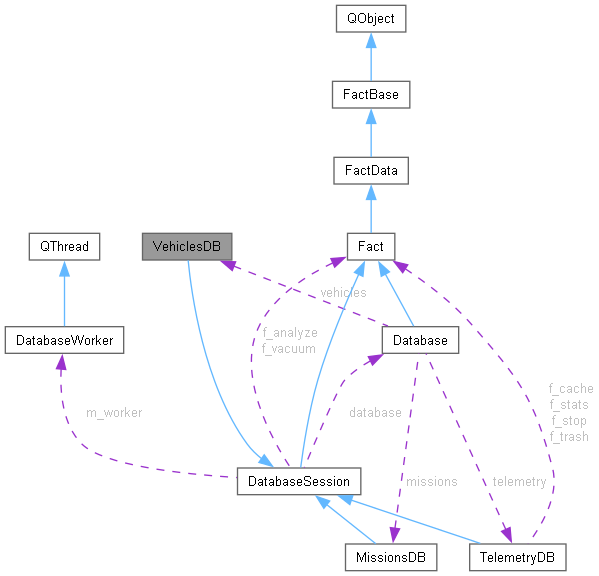 QObject
FactBase
FactData
QThread
VehiclesDB
Fact
vehicles
f_analyze
f_vacuum
DatabaseWorker
Database
f_cache
f_stats
f_stop
f_trash
m_worker
database
DatabaseSession
missions
telemetry
MissionsDB
TelemetryDB